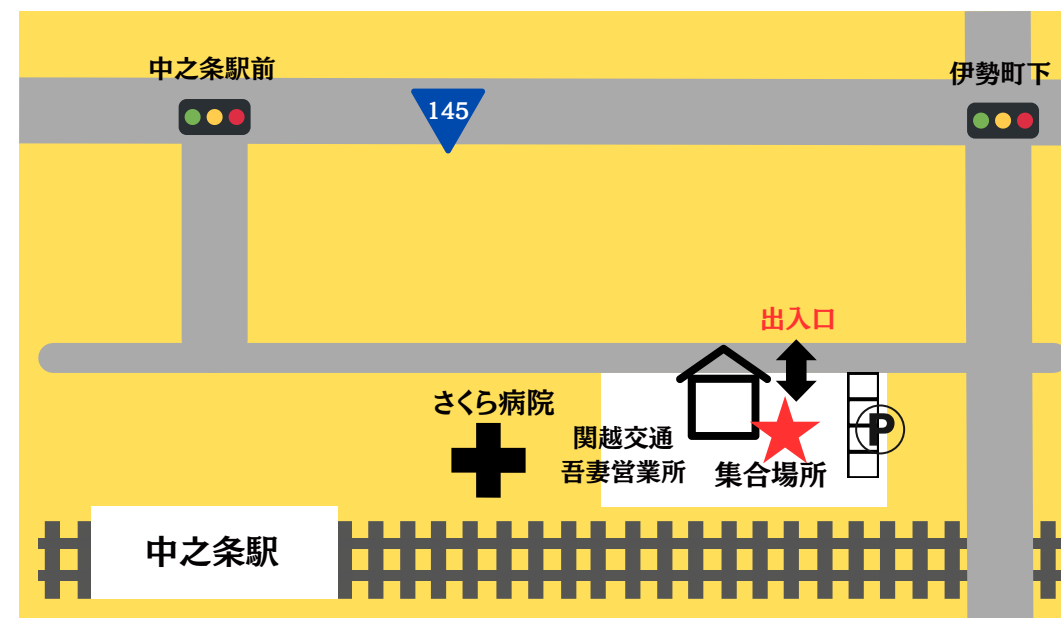 中之条駅前
伊勢町下
145
出入口
さくら病院
関越交通
吾妻営業所
集合場所
P
中之条駅